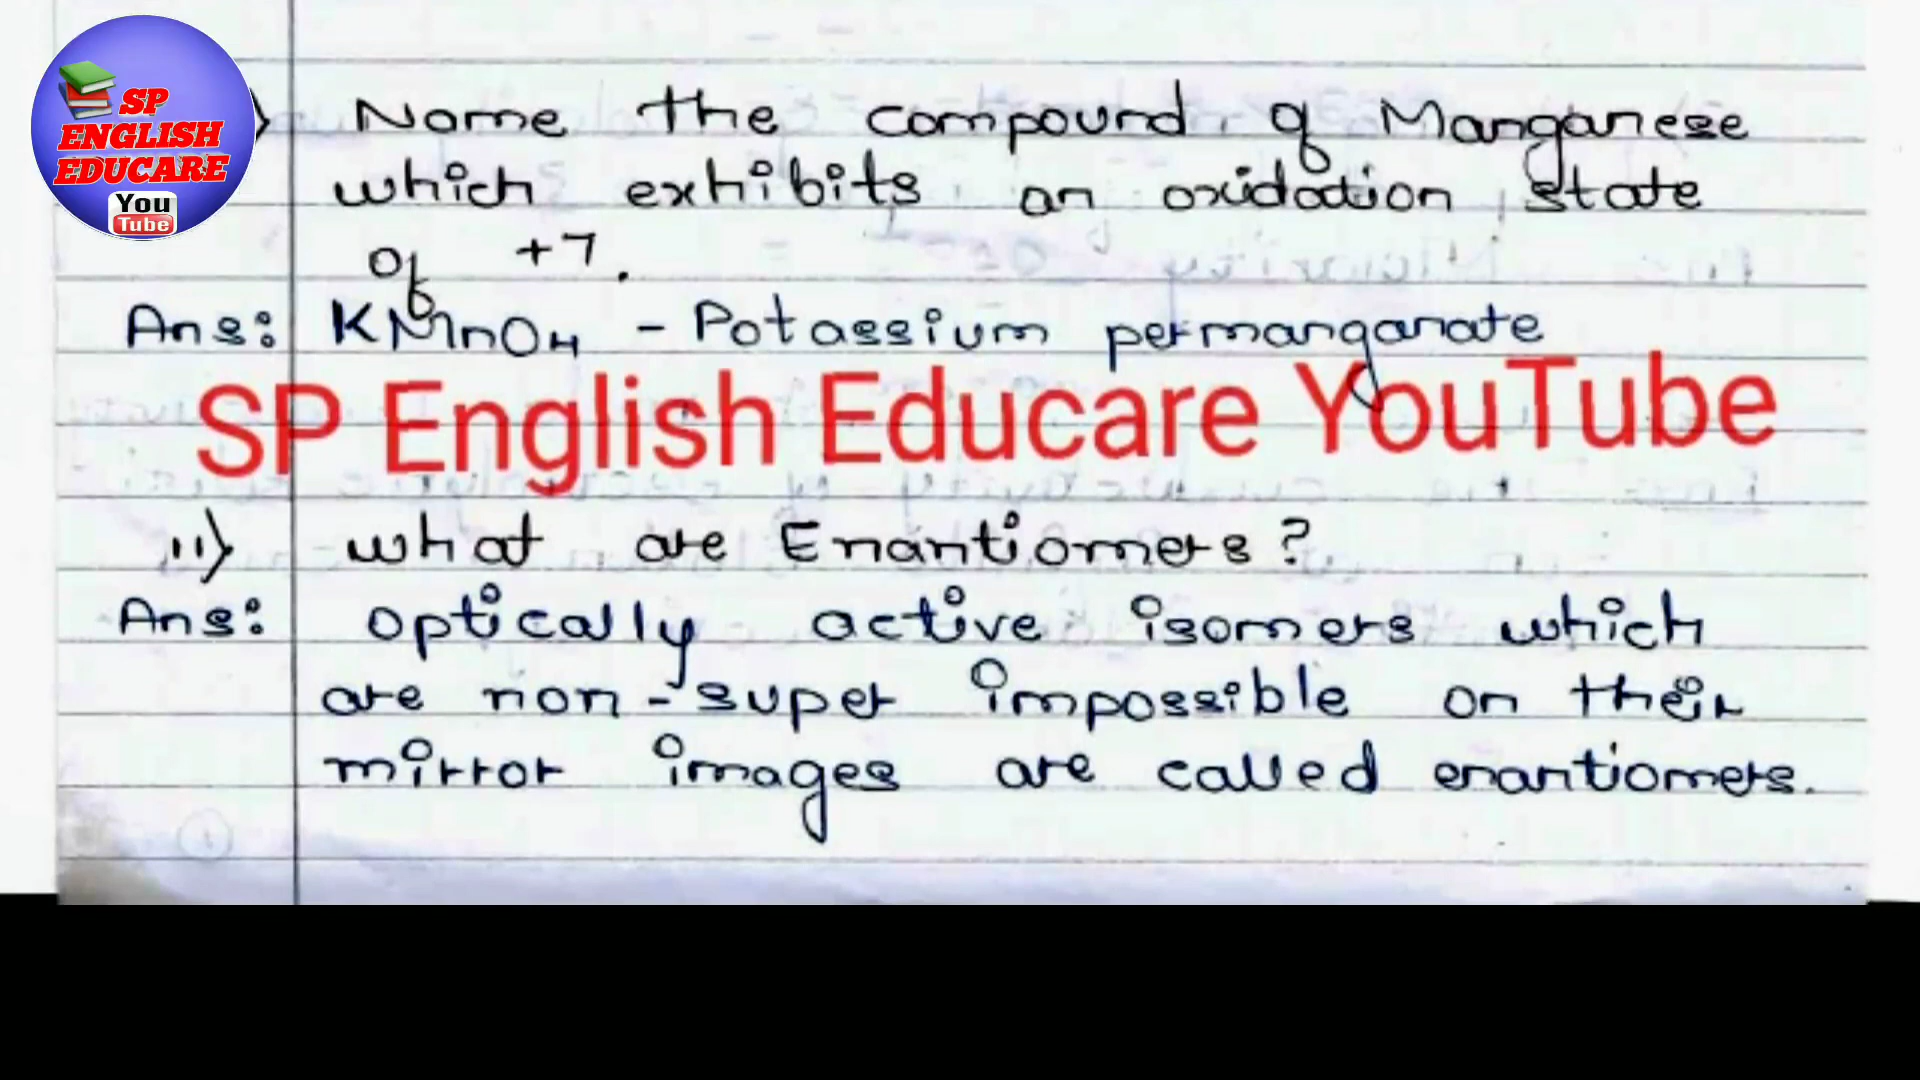 SP
ENGLISH
EDUCARE
You
Tube
) Name the compound of Manganese
which exhibits an oxidation state
of +7.
Ans: KMnO4 - Potassium permanganate
SP English Educare YouTube
11) what are Enantiomers?
Ans: Optically active isomers which
are non-super impossible on their
mirror images are called enantiomers.